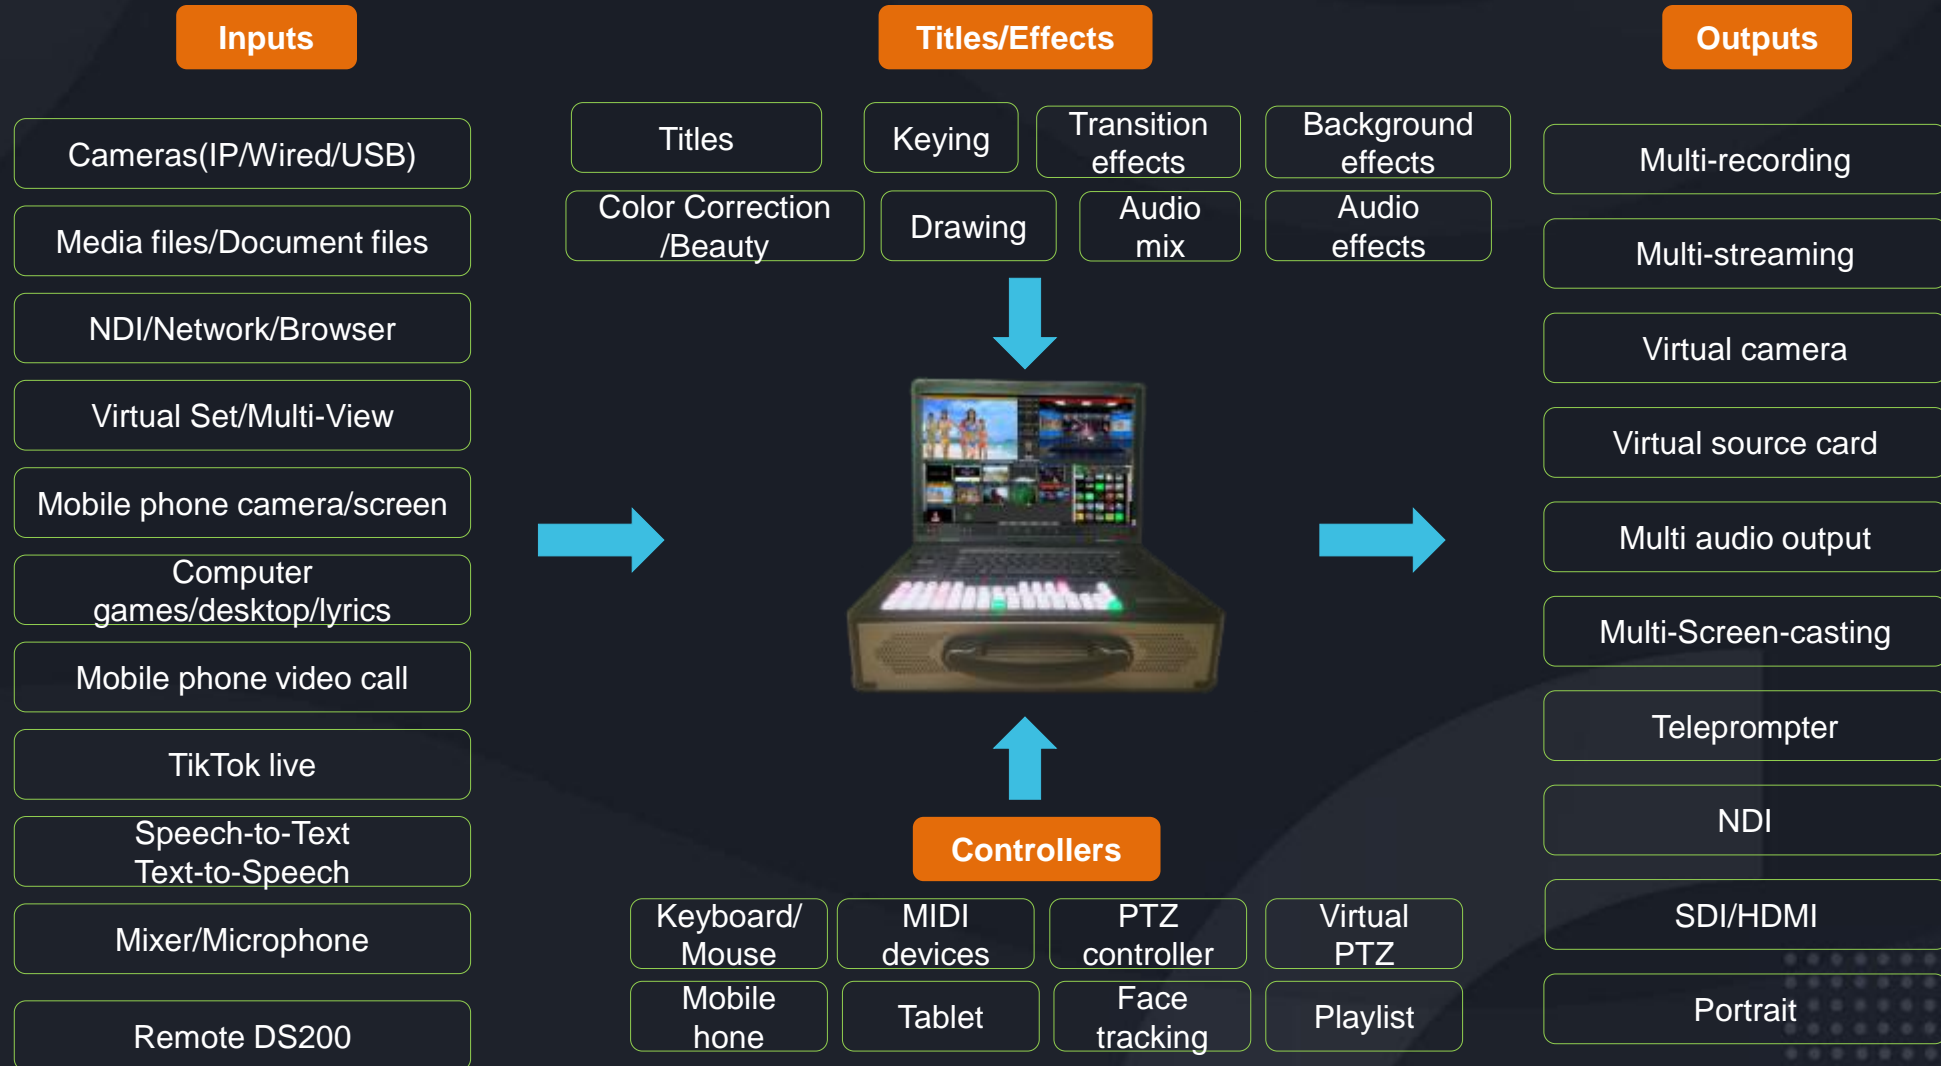 Inputs
Cameras(IP/Wired/USB)
Media files/Document files
NDI/Network/Browser
Virtual Set/Multi-View
Mobile phone camera/screen
Computer
games/desktop/lyrics
Mobile phone video call
TikTok live
Speech-to-Text
Text-to-Speech
Mixer/Microphone
Remote DS200
Titles/Effects
Titles
Keying
Transition
effects
Background
effects
Color Correction
/Beauty
Drawing
Audio
mix
Audio
effects
Controllers
Keyboard/
Mouse
MIDI
devices
PTZ
controller
Virtual
PTZ
Mobile
hone
Tablet
Face
tracking
Playlist
Outputs
Multi-recording
Multi-streaming
Virtual camera
Virtual source card
Multi audio output
Multi-Screen-casting
Teleprompter
NDI
SDI/HDMI
Portrait